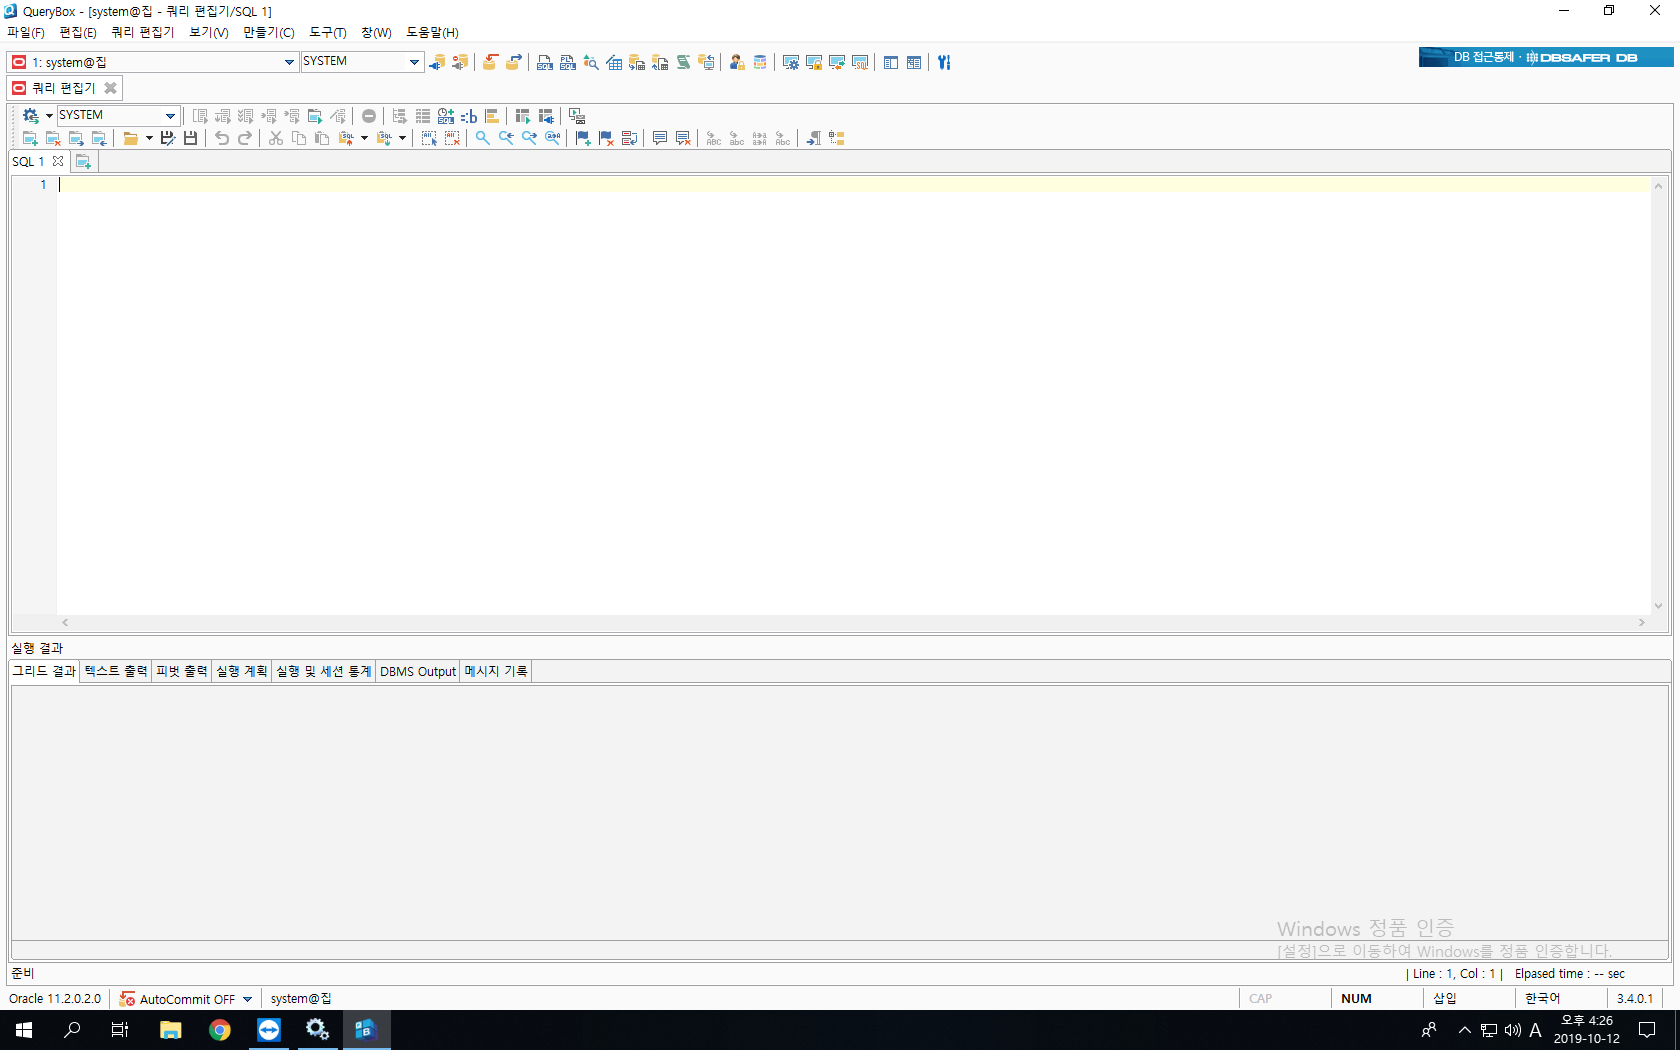 QueryBox - [system@집 - 쿼리 편집기/SQL 1]
파일(F) 편집(E) 쿼리 편집기 보기(V) 만들기(C) 도구(T) 창(W) 도움말(H)
1: system@집 SYSTEM
DB 접근통제 · DBSAFER DB
쿼리 편집기
SYSTEM
SQL 1
1
실행 결과
그리드 결과 텍스트 출력 피벗 출력 실행 계획 실행 및 세션 통계 DBMS Output 메시지 기록
Windows 정품 인증
[설정]으로 이동하여 Windows를 정품 인증합니다.
준비 | Line : 1, Col : 1 | Elpased time : -- sec
Oracle 11.2.0.2.0 AutoCommit OFF system@집 CAP NUM 삽입 한국어 3.4.0.1
A 오후 4:26
2019-10-12